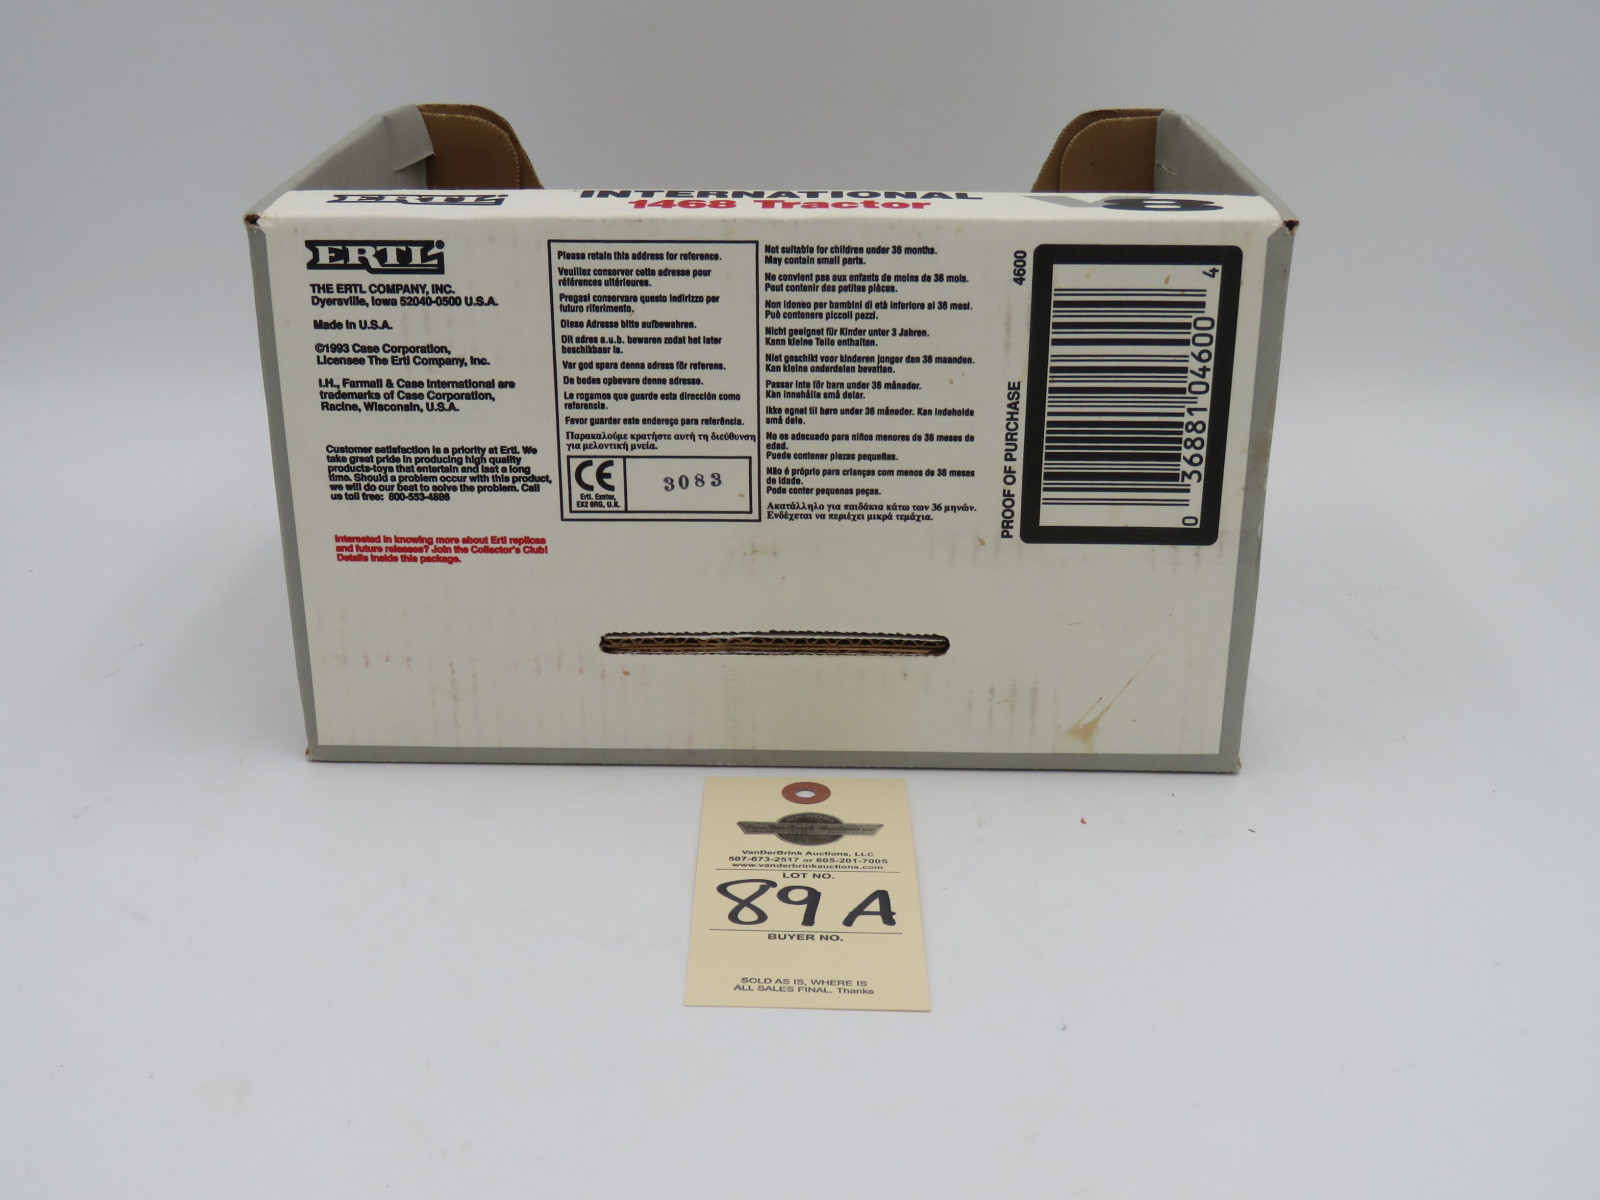 ERTL
INTERNATIONAL
1468 Tractor
V8
ERTL
THE ERTL COMPANY, INC.
Dyersville, Iowa 52040-0500 U.S.A.
Made in U.S.A.
©1993 Case Corporation,
Licensee The Ertl Company, Inc.
I.H., Farmall & Case International are
trademarks of Case Corporation,
Racine, Wisconsin, U.S.A.
Customer satisfaction is a priority at Ertl. We
take great pride in producing high quality
products-toys that entertain and last a long
time. Should a problem occur with this product,
we will do our best to solve the problem. Call
us toll free: 800-553-4886
Interested in knowing more about Ertl replicas
and future releases? Join the Collector's Club!
Details inside this package.
Please retain this address for reference.
Veuillez conserver cette adresse pour
références ultérieures.
Pregasi conservare questo indirizzo per
futuro riferimento.
Diese Adresse bitte aufbewahren.
Dit adres a.u.b. bewaren zodat het later
beschikbaar is.
Var god spara denna adress för referens.
De bedes opbevare denne adresse.
Le rogamos que guarde esta dirección como
referencia.
Favor guardar este endereço para referência.
Παρακαλούμε κρατήστε αυτή τη διεύθυνση
για μελοντική μνεία.
CE
Ertl. Exeter,
EX2 8RG, U.K.
3083
Not suitable for children under 36 months.
May contain small parts.
Ne convient pas aux enfants de moins de 36 mois.
Peut contenir des petites pièces.
Non idoneo per bambini di età inferiore ai 36 mesi.
Può contenere piccoli pezzi.
Nicht geeignet für Kinder unter 3 Jahren.
Kann kleine Teile enthalten.
Niet geschikt voor kinderen jonger dan 36 maanden.
Kan kleine onderdelen bevatten.
Passar inte för barn under 36 månader.
Kan innehålla små delar.
Ikke egnet til børn under 36 måneder. Kan indeholde
små dele.
No es adecuado para niños menores de 36 meses de
edad.
Puede contener piezas pequeñas.
Não é próprio para crianças com menos de 36 meses
de idade.
Pode conter pequenas peças.
Ακατάλληλο για παιδάκια κάτω των 36 μηνών.
Ενδέχεται να περιέχει μικρά τεμάχια.
4600
PROOF OF PURCHASE
0 36881 04600 4
VanDerBrink Auctions, LLC
507-673-2517 or 605-201-7005
www.vanderbrinkauctions.com
LOT NO.
89A
BUYER NO.
SOLD AS IS, WHERE IS
ALL SALES FINAL. Thanks